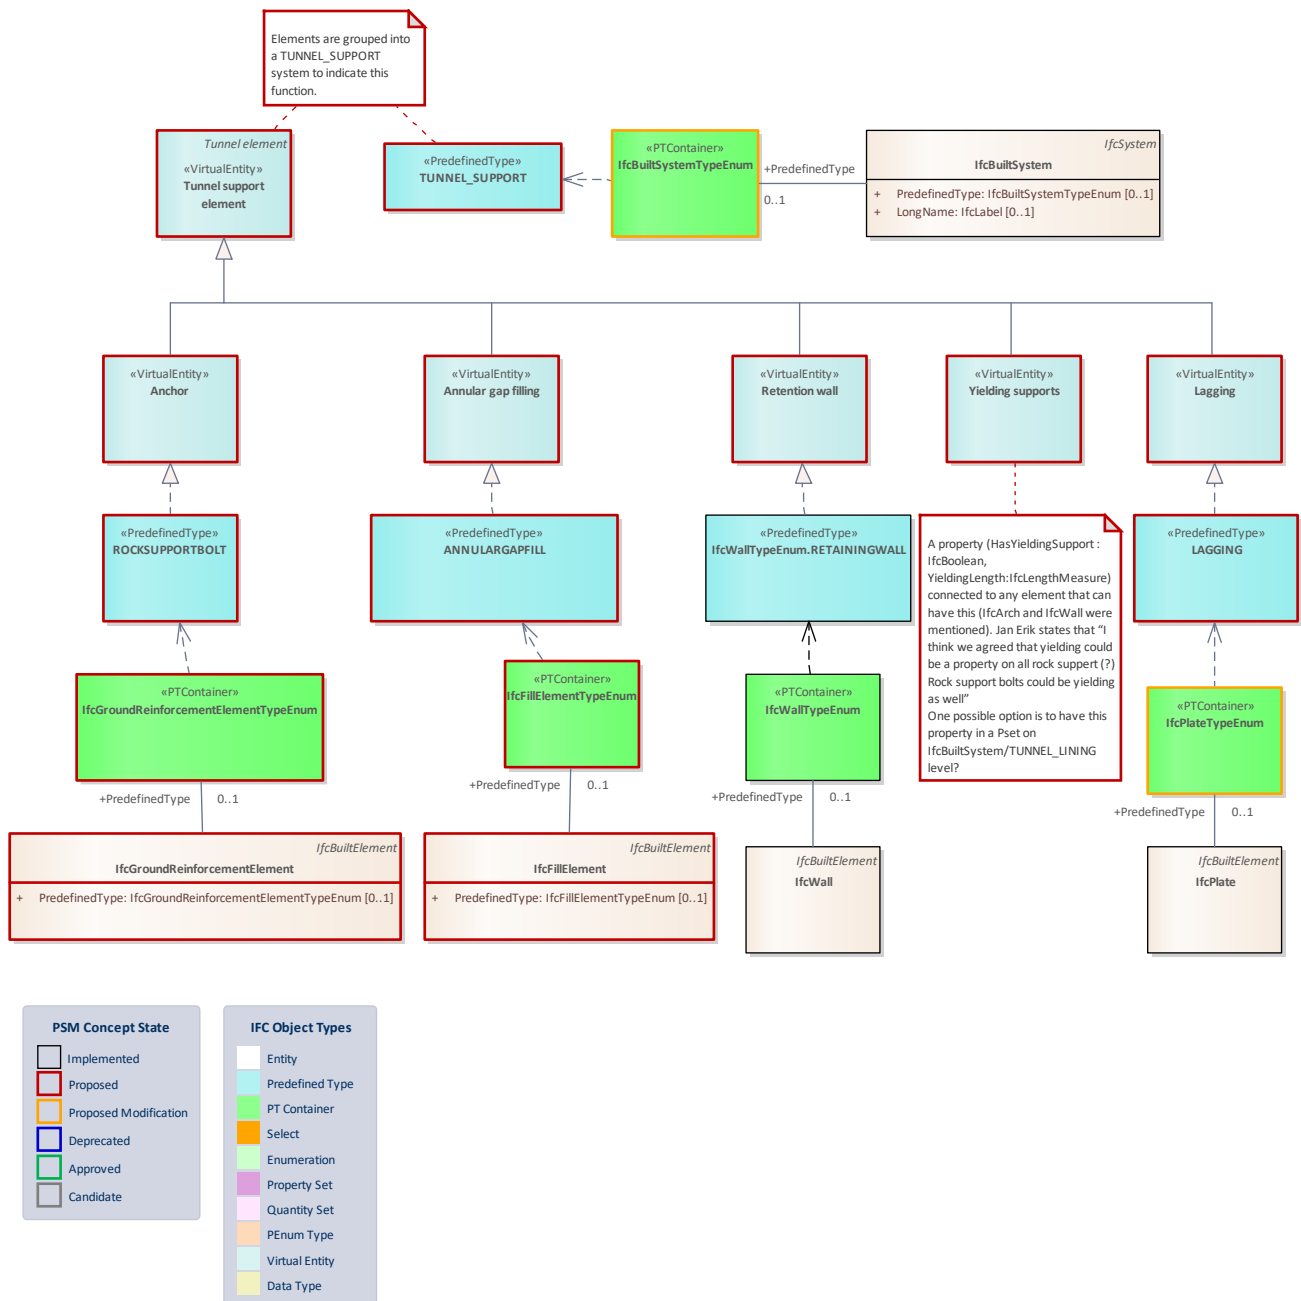 Elements are grouped into
a TUNNEL_SUPPORT
system to indicate this
function.
Tunnel element
«VirtualEntity»
Tunnel support
element
«PredefinedType»
TUNNEL_SUPPORT
«PTContainer»
IfcBuiltSystemTypeEnum
+PredefinedType
0..1
IfcSystem
IfcBuiltSystem
+ PredefinedType: IfcBuiltSystemTypeEnum [0..1]
+ LongName: IfcLabel [0..1]
«VirtualEntity»
Anchor
«VirtualEntity»
Annular gap filling
«VirtualEntity»
Retention wall
«VirtualEntity»
Yielding supports
«VirtualEntity»
Lagging
«PredefinedType»
ROCKSUPPORTBOLT
«PredefinedType»
ANNULARGAPFILL
«PredefinedType»
IfcWallTypeEnum.RETAININGWALL
A property (HasYieldingSupport :
IfcBoolean,
YieldingLength:IfcLengthMeasure)
connected to any element that can
have this (IfcArch and IfcWall were
mentioned). Jan Erik states that “I
think we agreed that yielding could
be a property on all rock suppert (?)
Rock support bolts could be yielding
as well”
One possible option is to have this
property in a Pset on
IfcBuiltSystem/TUNNEL_LINING
level?
«PredefinedType»
LAGGING
«PTContainer»
IfcGroundReinforcementElementTypeEnum
«PTContainer»
IfcFillElementTypeEnum
«PTContainer»
IfcWallTypeEnum
«PTContainer»
IfcPlateTypeEnum
+PredefinedType 0..1
+PredefinedType 0..1
+PredefinedType 0..1
+PredefinedType 0..1
IfcBuiltElement
IfcGroundReinforcementElement
+ PredefinedType: IfcGroundReinforcementElementTypeEnum [0..1]
IfcBuiltElement
IfcFillElement
+ PredefinedType: IfcFillElementTypeEnum [0..1]
IfcBuiltElement
IfcWall
IfcBuiltElement
IfcPlate
PSM Concept State
Implemented
Proposed
Proposed Modification
Deprecated
Approved
Candidate
IFC Object Types
Entity
Predefined Type
PT Container
Select
Enumeration
Property Set
Quantity Set
PEnum Type
Virtual Entity
Data Type